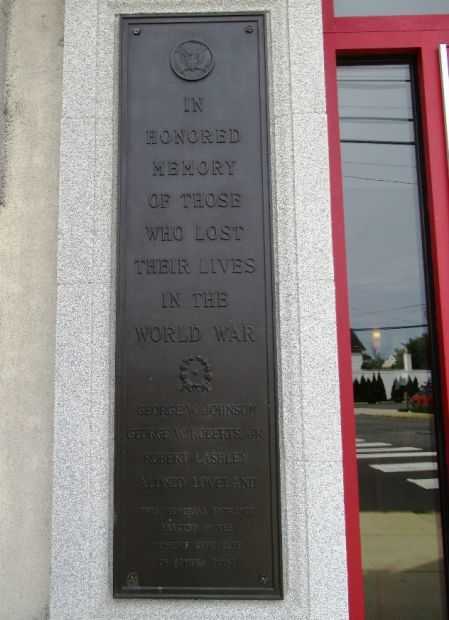 IN
HONORED
MEMORY
OF THOSE
WHO LOST
THEIR LIVES
IN THE
WORLD WAR
GEORGE W. JOHNSON
GEORGE W. ROBERTS, JR.
ROBERT LASHLEY
ALONZO LOVELAND